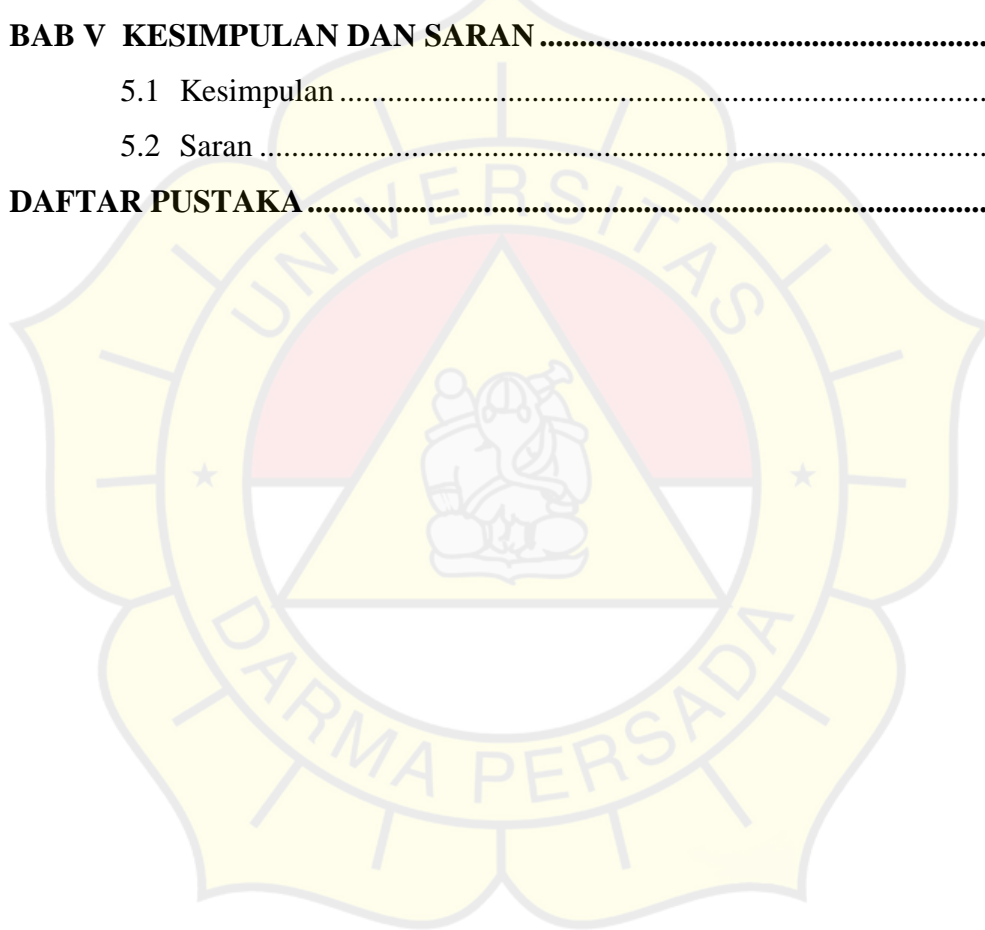 BAB V KESIMPULAN DAN SARAN ........................................................
5.1 Kesimpulan ................................................................................
5.2 Saran ..........................................................................................
DAFTAR PUSTAKA .....................................................................................
UNIVERSITAS
DARMA PERSADA